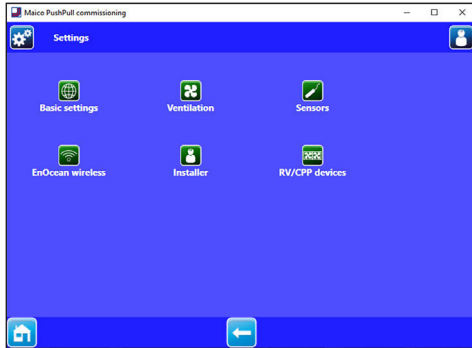 Maico PushPull commissioning
Settings
Basic settings
Ventilation
Sensors
EnOcean wireless
Installer
RV/CPP devices